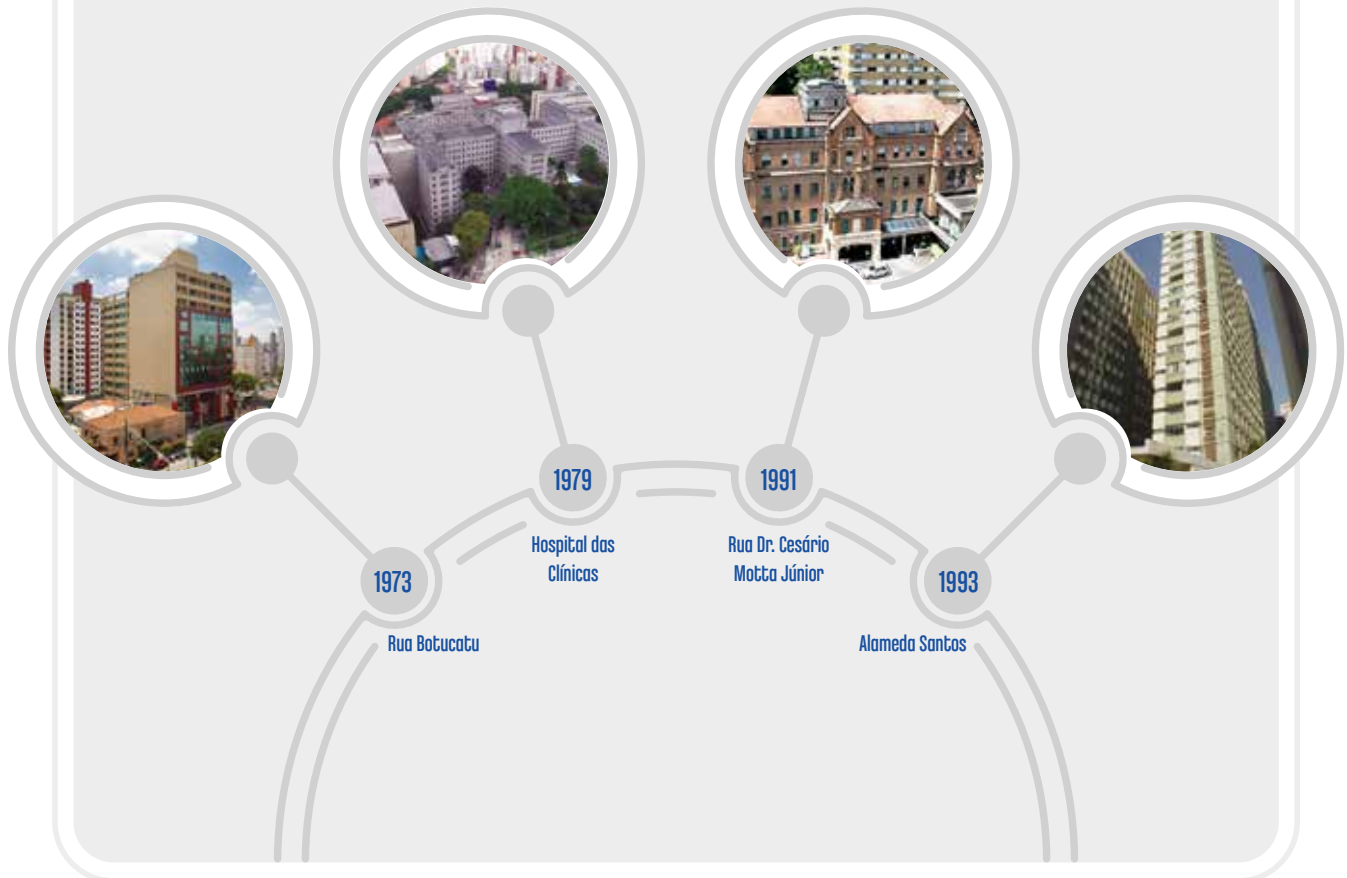 1973
Rua Botucatu
1979
Hospital das
Clínicas
1991
Rua Dr. Cesário
Motta Júnior
1993
Alameda Santos